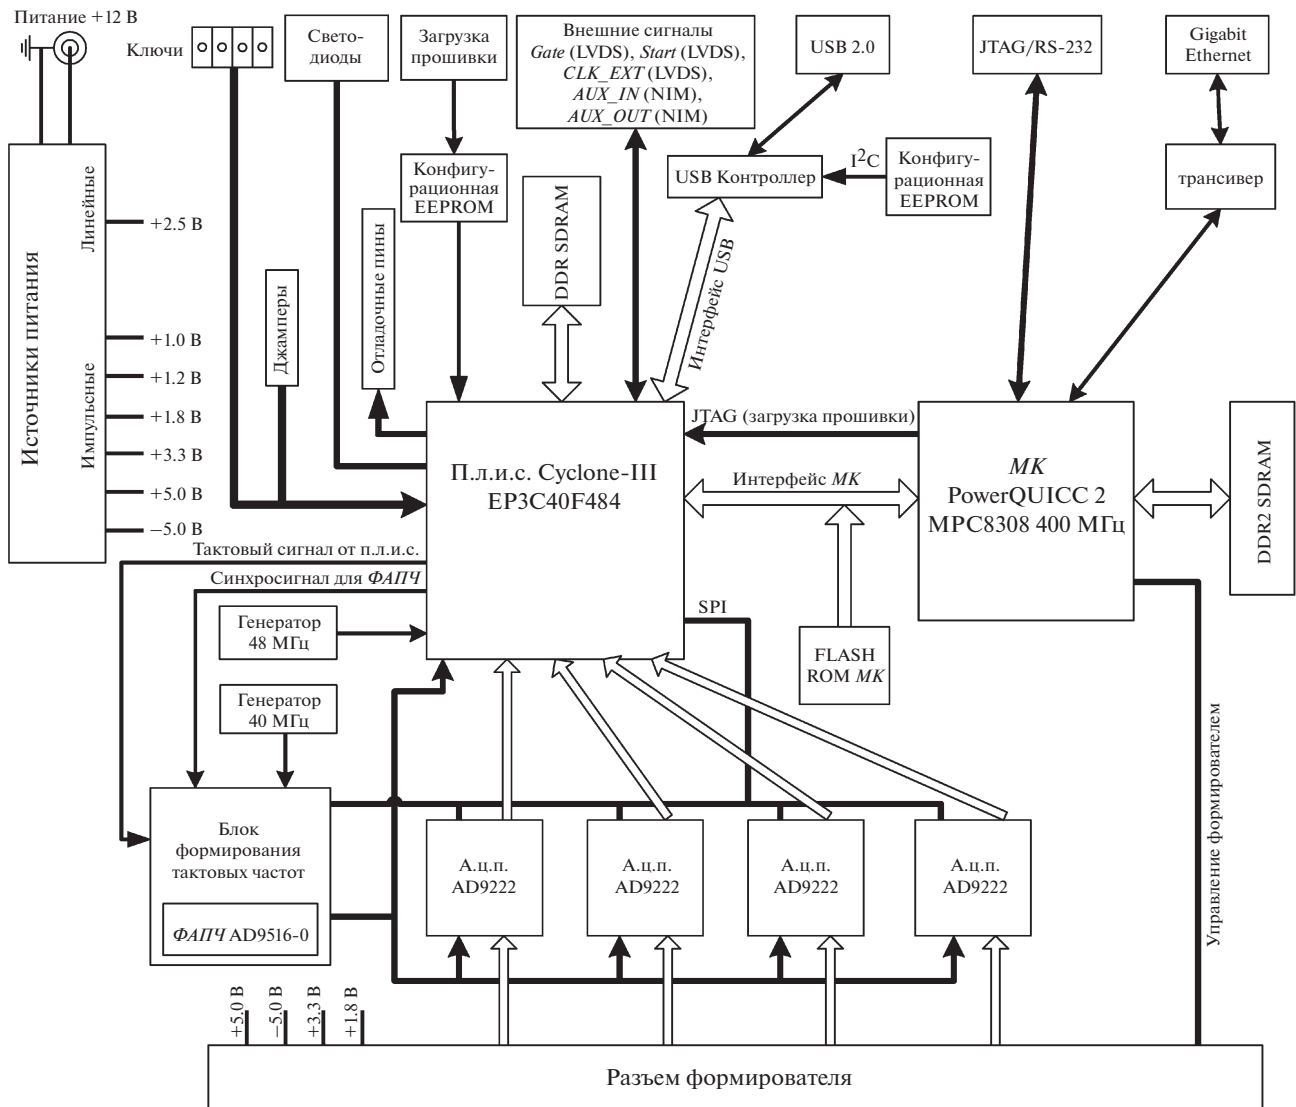 Питание +12 В
Ключи
Свето-
диоды
Загрузка
прошивки
Внешние сигналы
Gate (LVDS), Start (LVDS),
CLK_EXT (LVDS),
AUX_IN (NIM),
AUX_OUT (NIM)
USB 2.0
JTAG/RS-232
Gigabit
Ethernet
Конфигу-
рационная
EEPROM
USB Контроллер
I²C
Конфигу-
рационная
EEPROM
трансивер
Источники питания
Линейные
Импульсные
+2.5 В
+1.0 В
+1.2 В
+1.8 В
+3.3 В
+5.0 В
−5.0 В
Джамперы
Отладочные пины
DDR SDRAM
Интерфейс USB
П.л.и.с. Cyclone-III
EP3C40F484
JTAG (загрузка прошивки)
Интерфейс МК
МК
PowerQUICC 2
MPC8308 400 МГц
DDR2 SDRAM
Тактовый сигнал от п.л.и.с.
Синхросигнал для ФАПЧ
Генератор
48 МГц
SPI
FLASH
ROM МК
Генератор
40 МГц
Управление формирователем
Блок
формирования
тактовых частот
ФАПЧ AD9516-0
А.ц.п.
AD9222
А.ц.п.
AD9222
А.ц.п.
AD9222
А.ц.п.
AD9222
+5.0 В
−5.0 В
+3.3 В
+1.8 В
Разъем формирователя